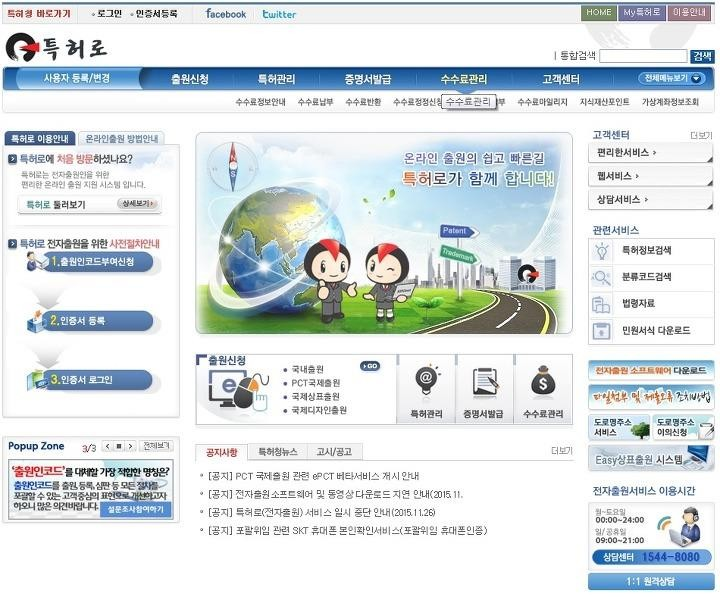 특허청 바로가기
로그인
인증서등록
facebook
twitter
HOME
My특허로
이용안내
특허로
통합검색
검색
사용자 등록/변경
출원신청
특허관리
증명서발급
수수료관리
고객센터
전체메뉴보기
수수료정보안내
수수료납부
수수료반환
수수료정정신청
수수료관리
부
수수료마일리지
지식재산포인트
가상계좌정보조회
특허로 이용안내
온라인출원 방법안내
특허로에 처음 방문하셨나요?
특허로는 전자출원인을 위한
편리한 온라인 출원 지원 시스템 입니다.
특허로 둘러보기
상세보기
특허로 전자출원을 위한 사전절차안내
1.출원인코드부여신청
2.인증서 등록
3.인증서 로그인
온라인 출원의 쉽고 빠른길
특허로가 함께 합니다!
Patent
Trademark
고객센터
더보기
편리한서비스
웹서비스
상담서비스
관련서비스
특허정보검색
분류코드검색
법령자료
민원서식 다운로드
출원신청
GO
국내출원
PCT국제출원
국제상표출원
국제디자인출원
특허관리
증명서발급
수수료관리
전자출원 소프트웨어 다운로드
파일첨부 및 제출오류 조치방법
도로명주소
서비스
도로명주소
이의신청
Easy상표출원 시스템
Popup Zone
3/3
전체보기
'출원인코드'를 대체할 가장 적합한 명칭은?
출원인코드를 출원, 등록, 심판 등 모든 절차를
포괄할 수 있는 고객 중심의 표현으로 개선하고자
하오니 많은 의견바랍니다.
설문조사참여하기
공지사항
특허청뉴스
고시/공고
더보기
[공지] PCT 국제출원 관련 ePCT 베타서비스 개시 안내
[공지] 전자출원소프트웨어 및 동영상 다운로드 지연 안내(2015.11.
[공지] 특허로(전자출원) 서비스 일시 중단 안내(2015.11.26)
[공지] 포괄위임 관련 SKT 휴대폰 본인확인서비스(포괄위임 휴대폰인증)
전자출원서비스 이용시간
월~토요일
00:00~24:00
일/공휴일
09:00~21:00
상담센터 1544-8080
1:1 원격상담